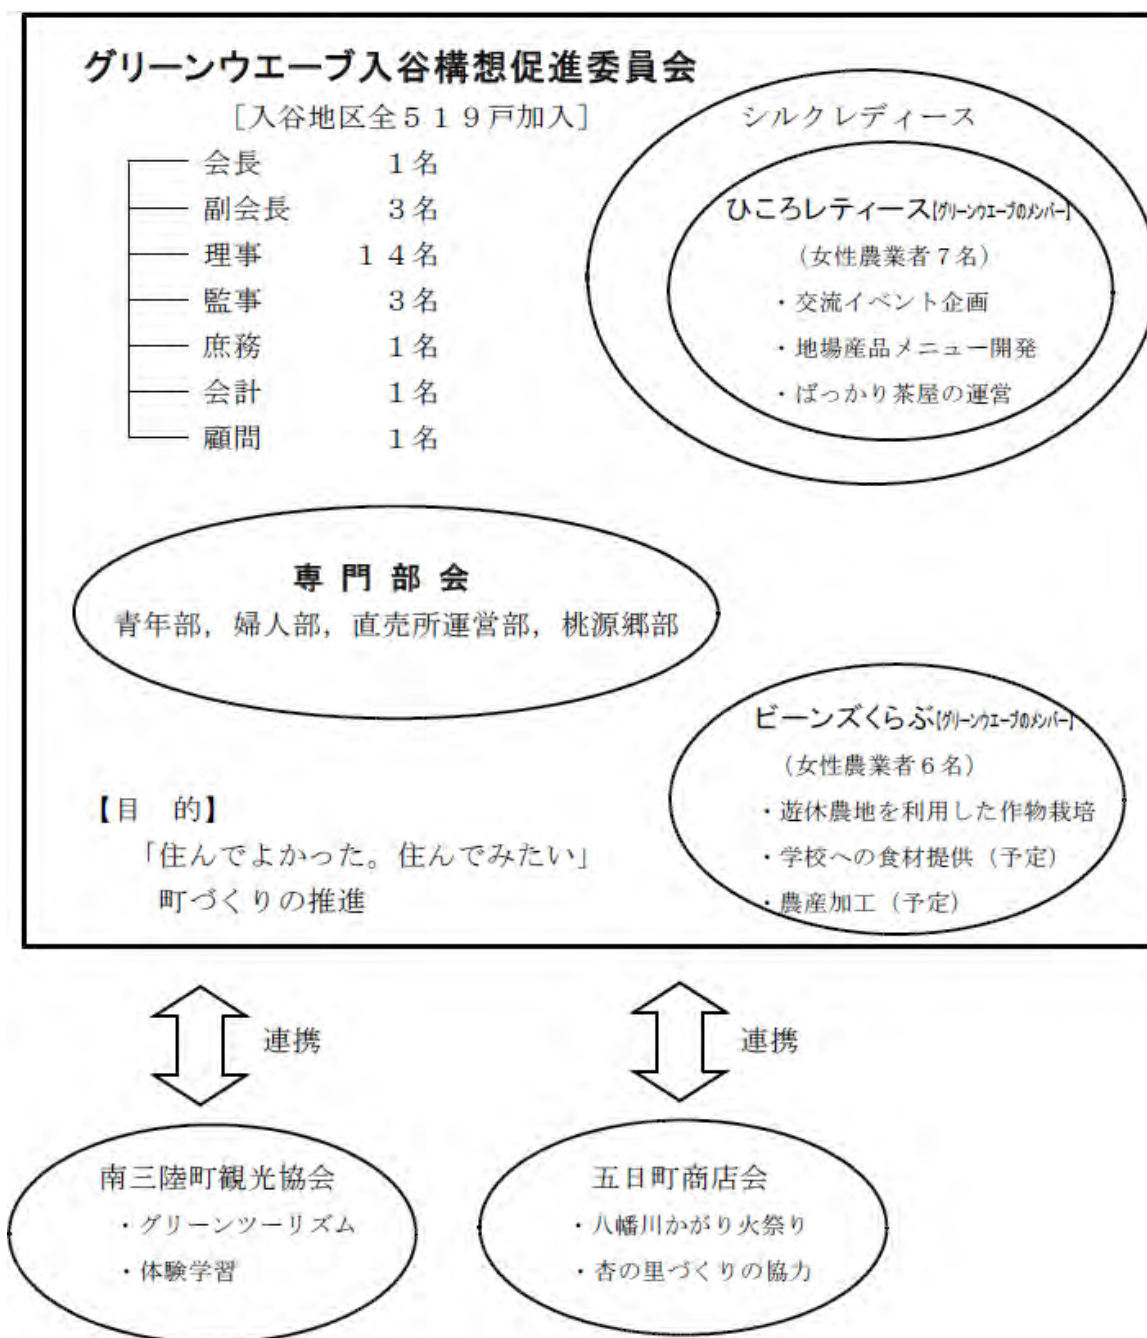 グリーンウエーブ入谷構想促進委員会
［入谷地区全５１９戸加入］
会長 １名
副会長 ３名
理事 １４名
監事 ３名
庶務 １名
会計 １名
顧問 １名
シルクレディース
ひころレティース【グリーンウエーブのメンバー】
（女性農業者７名）
・交流イベント企画
・地場産品メニュー開発
・ばっかり茶屋の運営
専門部会
青年部，婦人部，直売所運営部，桃源郷部
ビーンズくらぶ【グリーンウエーブのメンバー】
（女性農業者６名）
・遊休農地を利用した作物栽培
・学校への食材提供（予定）
・農産加工（予定）
【目　的】
「住んでよかった。住んでみたい」
町づくりの推進
連携
連携
南三陸町観光協会
・グリーンツーリズム
・体験学習
五日町商店会
・八幡川かがり火祭り
・杏の里づくりの協力